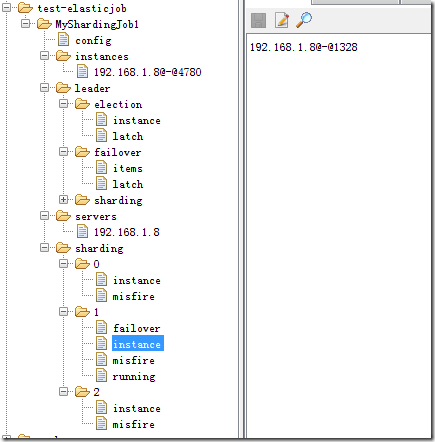 test-elasticjob
MyShardingJob1
config
instances
192.168.1.8@-@4780
leader
election
instance
latch
failover
items
latch
sharding
servers
192.168.1.8
sharding
0
instance
misfire
1
failover
instance
misfire
running
2
instance
misfire
192.168.1.8@-@1328